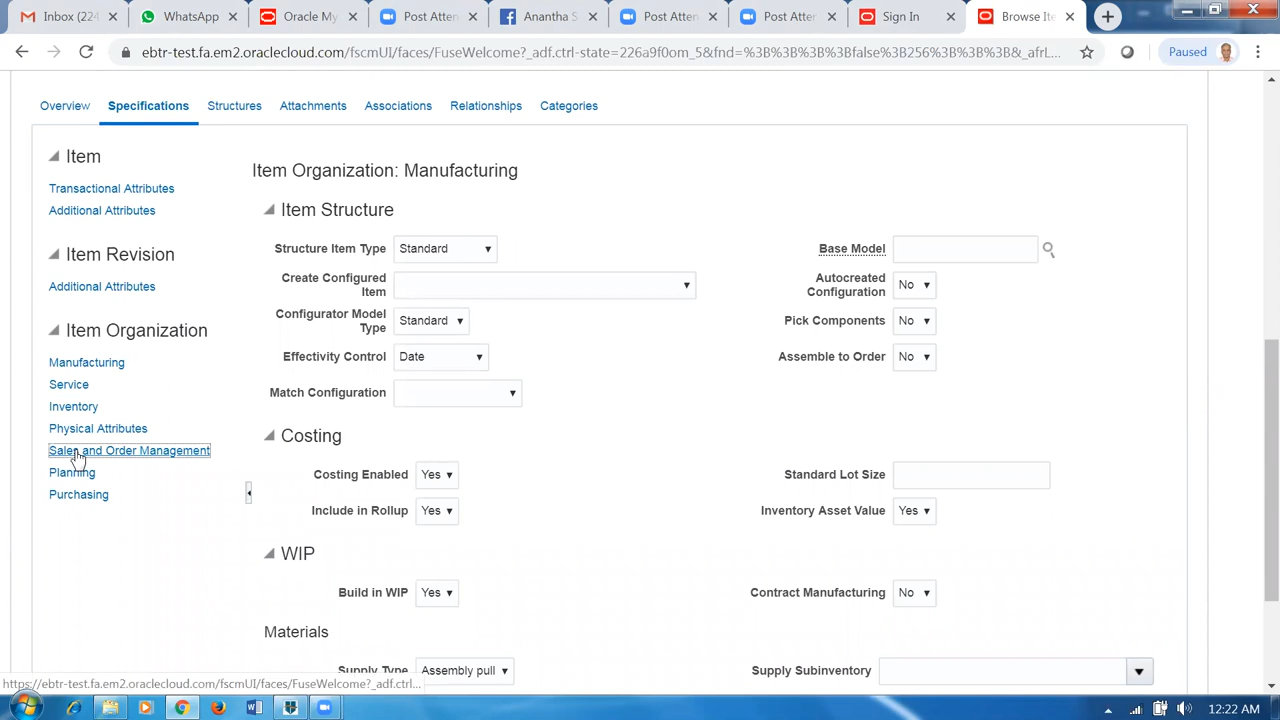 Inbox (224
WhatsApp
Oracle My
Post Atten
Anantha S
Post Atten
Post Atten
Sign In
Browse Ite
ebtr-test.fa.em2.oraclecloud.com/fscmUI/faces/FuseWelcome?_adf.ctrl-state=226a9f0om_5&fnd=%3B%3B%3B%3Bfalse%3B256%3B%3B%3B&_afrL...
Paused
Overview
Specifications
Structures
Attachments
Associations
Relationships
Categories
Item
Transactional Attributes
Additional Attributes
Item Revision
Additional Attributes
Item Organization
Manufacturing
Service
Inventory
Physical Attributes
Sales and Order Management
Planning
Purchasing
Item Organization: Manufacturing
Item Structure
Structure Item Type Standard
Base Model
Create Configured Item
Autocreated Configuration No
Configurator Model Type Standard
Pick Components No
Effectivity Control Date
Assemble to Order No
Match Configuration
Costing
Costing Enabled Yes
Standard Lot Size
Include in Rollup Yes
Inventory Asset Value Yes
WIP
Build in WIP Yes
Contract Manufacturing No
Materials
Supply Type Assembly pull
Supply Subinventory
https://ebtr-test.fa.em2.oraclecloud.com/fscmUI/faces/FuseWelcome?_adf.ctrl...
12:22 AM